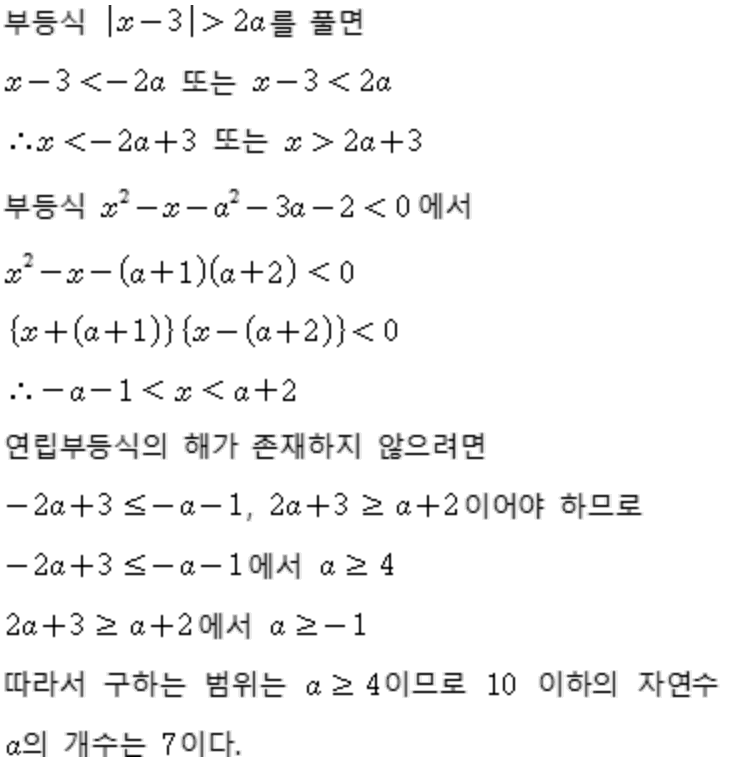 부등식 |x−3|> 2a를 풀면
x−3<−2a 또는 x−3<2a
∴x<−2a+3 또는 x>2a+3
부등식 x²−x−a²−3a−2<0에서
x²−x−(a+1)(a+2)<0
{x+(a+1)}{x−(a+2)}<0
∴−a−1<x<a+2
연립부등식의 해가 존재하지 않으려면
−2a+3≤−a−1, 2a+3≥a+2이어야 하므로
−2a+3≤−a−1에서 a≥4
2a+3≥a+2에서 a≥−1
따라서 구하는 범위는 a≥4이므로 10 이하의 자연수
a의 개수는 7이다.